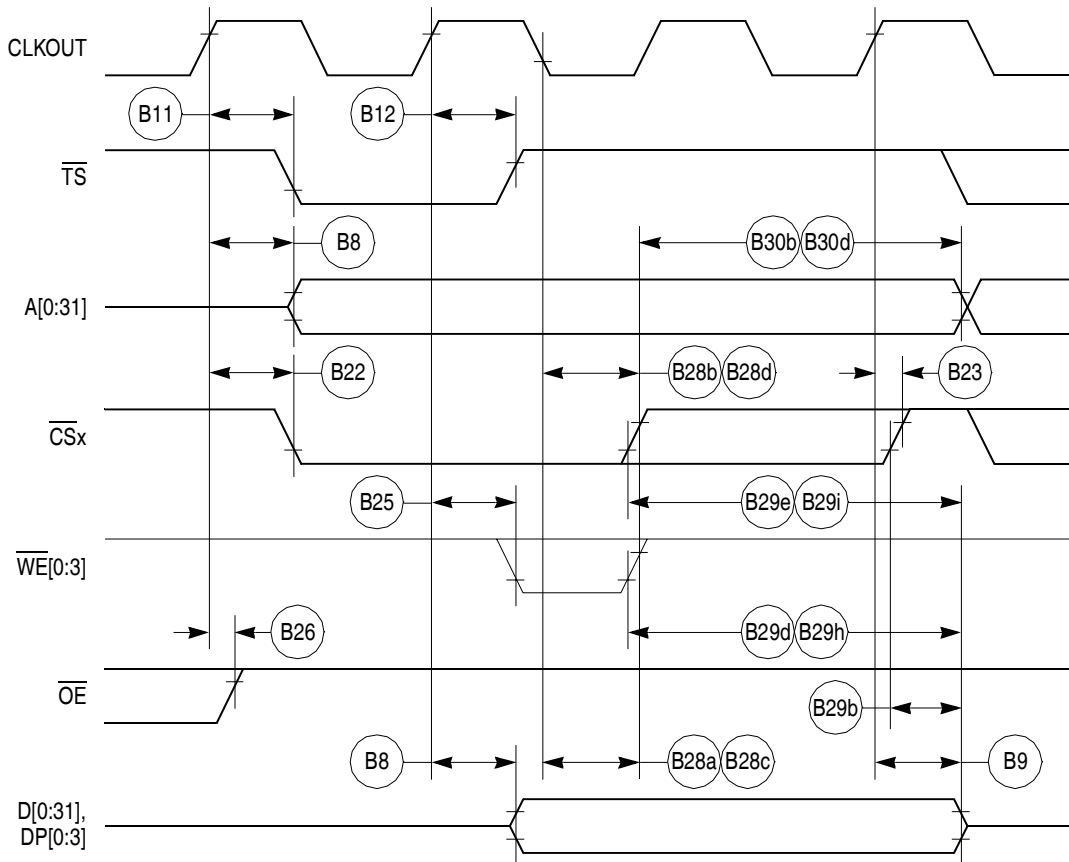 CLKOUT
B11
B12
TS
B8
B30b B30d
A[0:31]
B22
B28b B28d
B23
CSx
B25
B29e B29i
WE[0:3]
B26
B29d B29h
OE
B29b
B8
B28a B28c
B9
D[0:31],
DP[0:3]